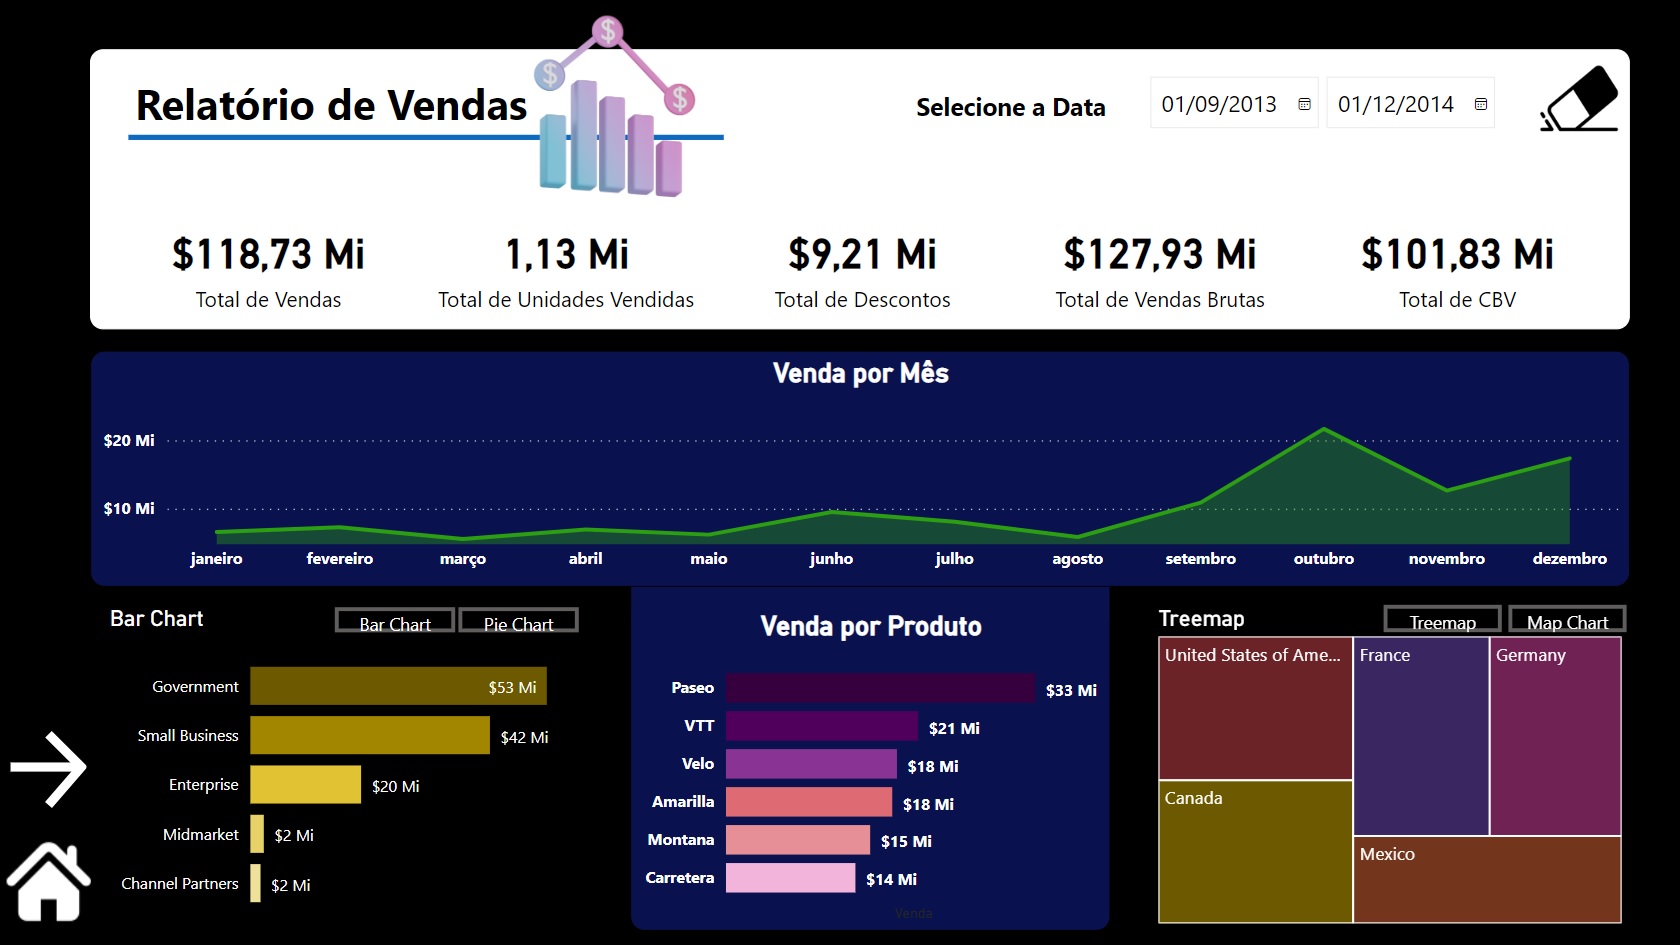 Relatório de Vendas
$
$
$
Selecione a Data
01/09/2013
01/12/2014
$118,73 Mi
Total de Vendas
1,13 Mi
Total de Unidades Vendidas
$9,21 Mi
Total de Descontos
$127,93 Mi
Total de Vendas Brutas
$101,83 Mi
Total de CBV
Venda por Mês
$20 Mi
$10 Mi
janeiro
fevereiro
março
abril
maio
junho
julho
agosto
setembro
outubro
novembro
dezembro
Bar Chart
Bar Chart
Pie Chart
Government
$53 Mi
Small Business
$42 Mi
Enterprise
$20 Mi
Midmarket
$2 Mi
Channel Partners
$2 Mi
Venda por Produto
Paseo
$33 Mi
VTT
$21 Mi
Velo
$18 Mi
Amarilla
$18 Mi
Montana
$15 Mi
Carretera
$14 Mi
Venda
Treemap
Treemap
Map Chart
United States of Ame...
France
Germany
Canada
Mexico